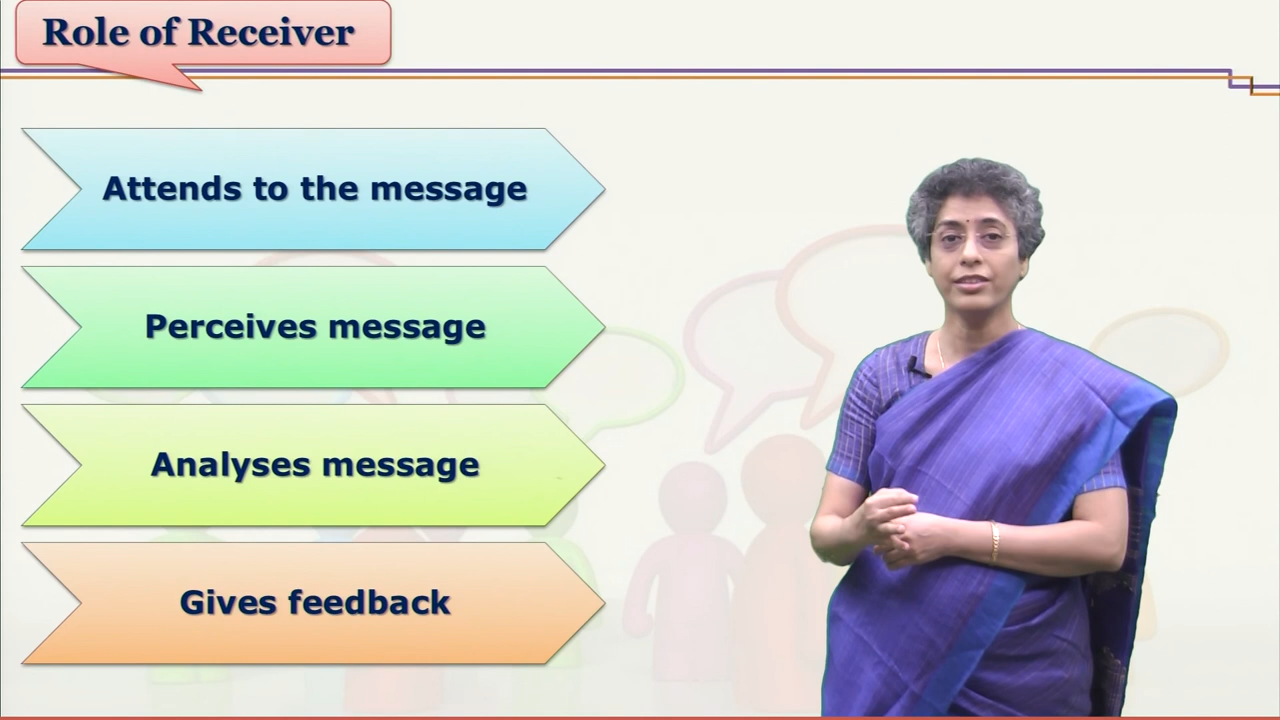 Role of Receiver
Attends to the message
Perceives message
Analyses message
Gives feedback